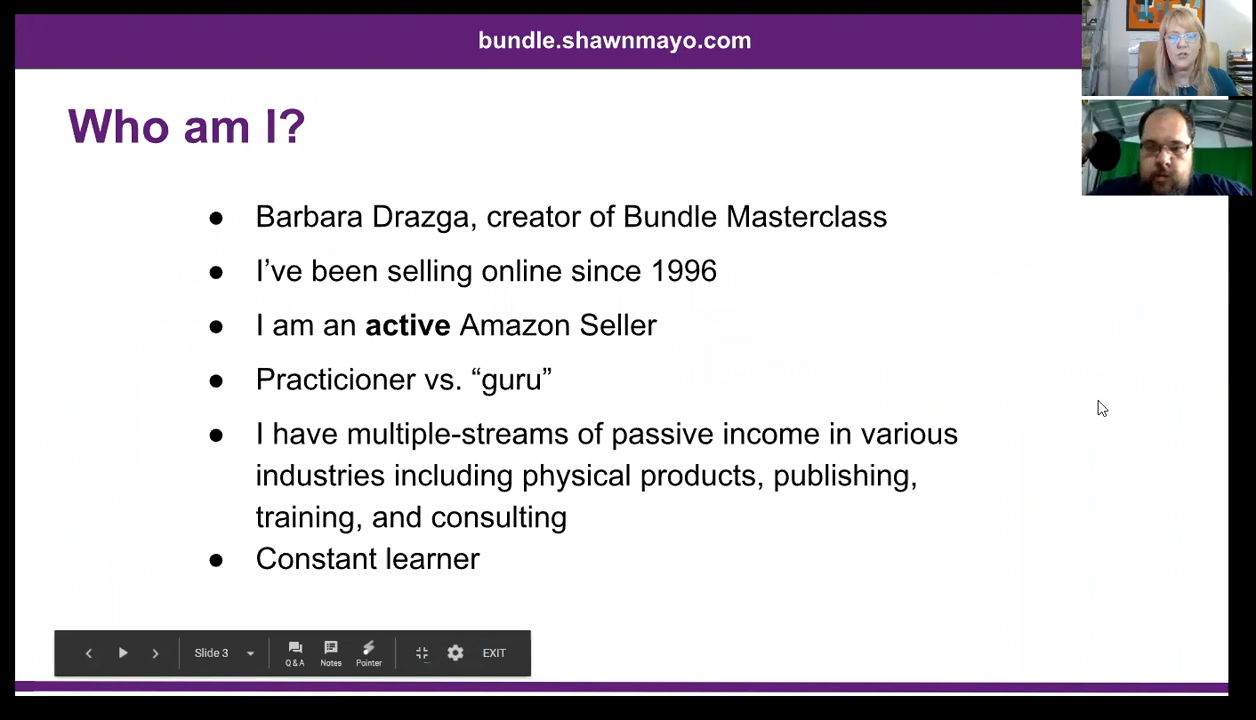 bundle.shawnmayo.com
Who am I?
● Barbara Drazga, creator of Bundle Masterclass
● I’ve been selling online since 1996
● I am an active Amazon Seller
● Practicioner vs. “guru”
● I have multiple-streams of passive income in various
industries including physical products, publishing,
training, and consulting
● Constant learner
Slide 3
Q & A
Notes
Pointer
EXIT